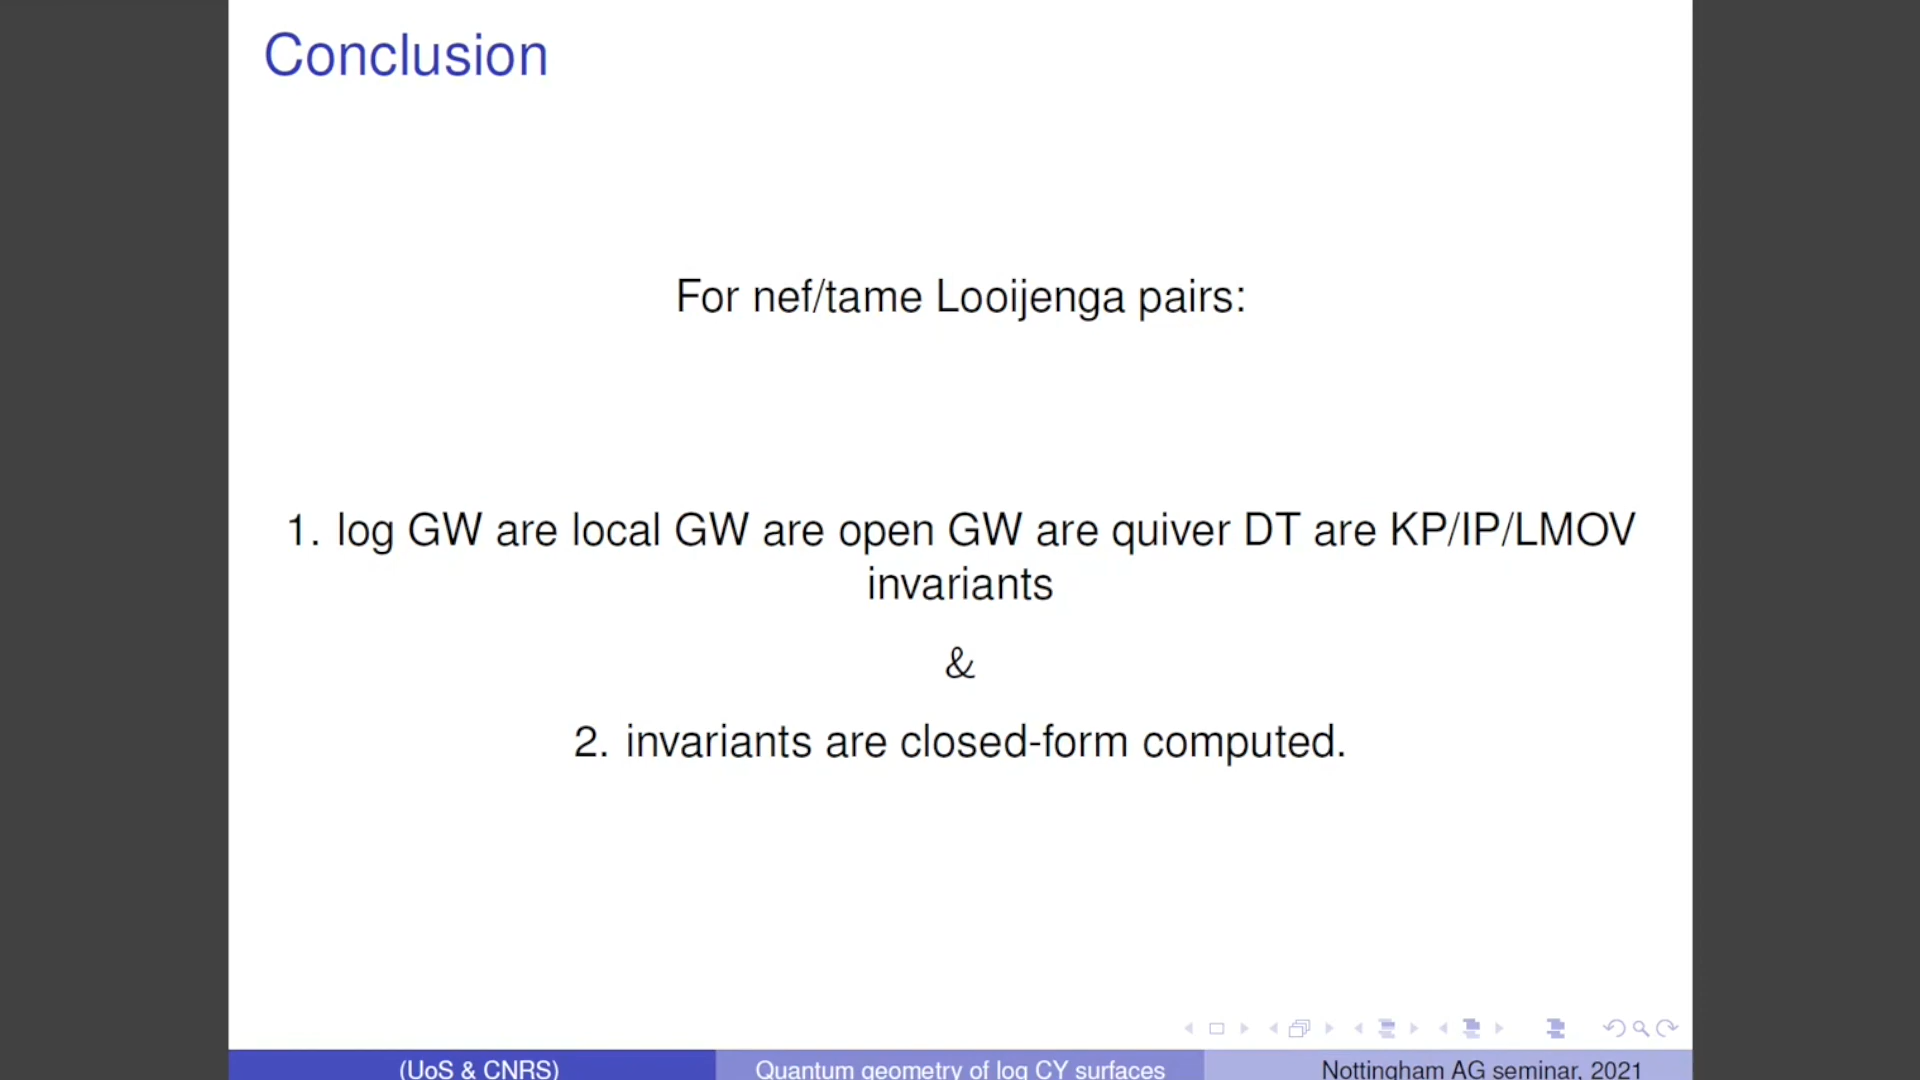 Conclusion
For nef/tame Looijenga pairs:
1. log GW are local GW are open GW are quiver DT are KP/IP/LMOV
invariants
&
2. invariants are closed-form computed.
(UoS & CNRS)
Quantum geometry of log CY surfaces
Nottingham AG seminar, 2021